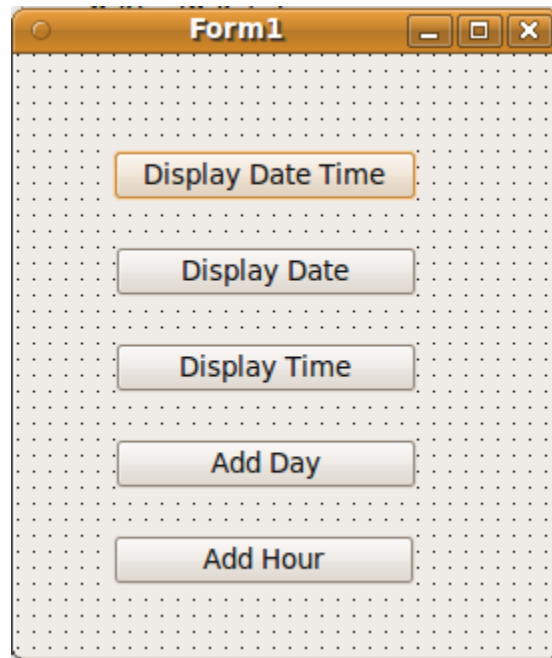 Form1
Display Date Time
Display Date
Display Time
Add Day
Add Hour